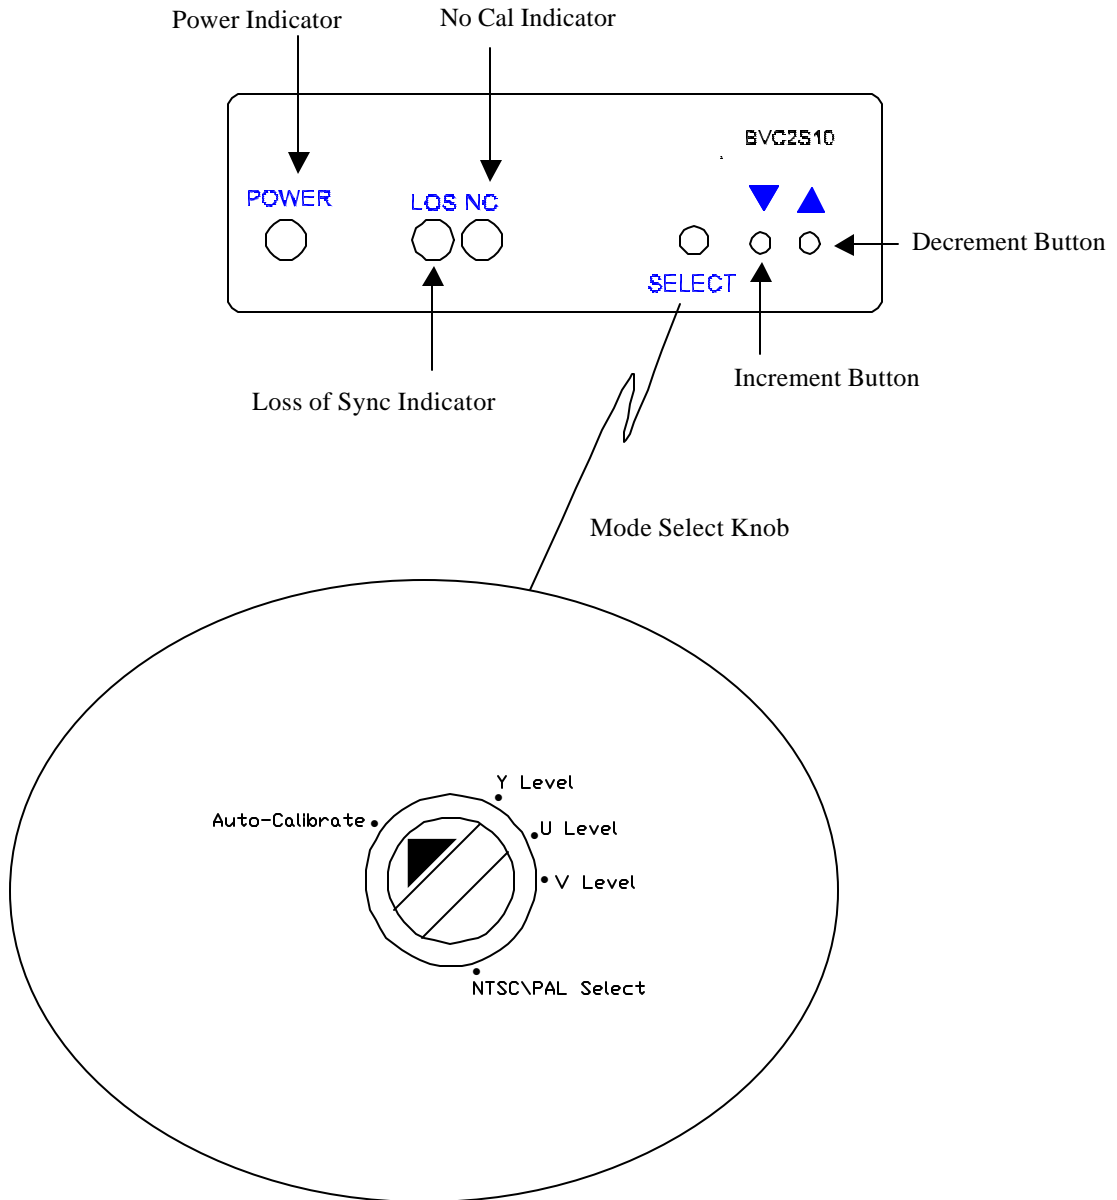 Power Indicator
No Cal Indicator
BVC2S10
POWER
LOS NC
Decrement Button
SELECT
Increment Button
Loss of Sync Indicator
Mode Select Knob
Y Level
Auto-Calibrate
U Level
V Level
NTSC\PAL Select